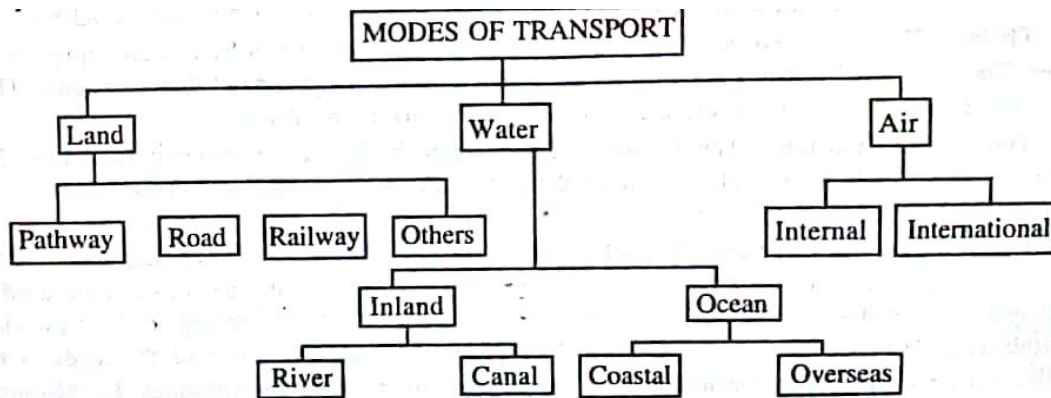 MODES OF TRANSPORT
Land Water Air
Pathway Road Railway Others Internal International
Inland Ocean
River Canal Coastal Overseas